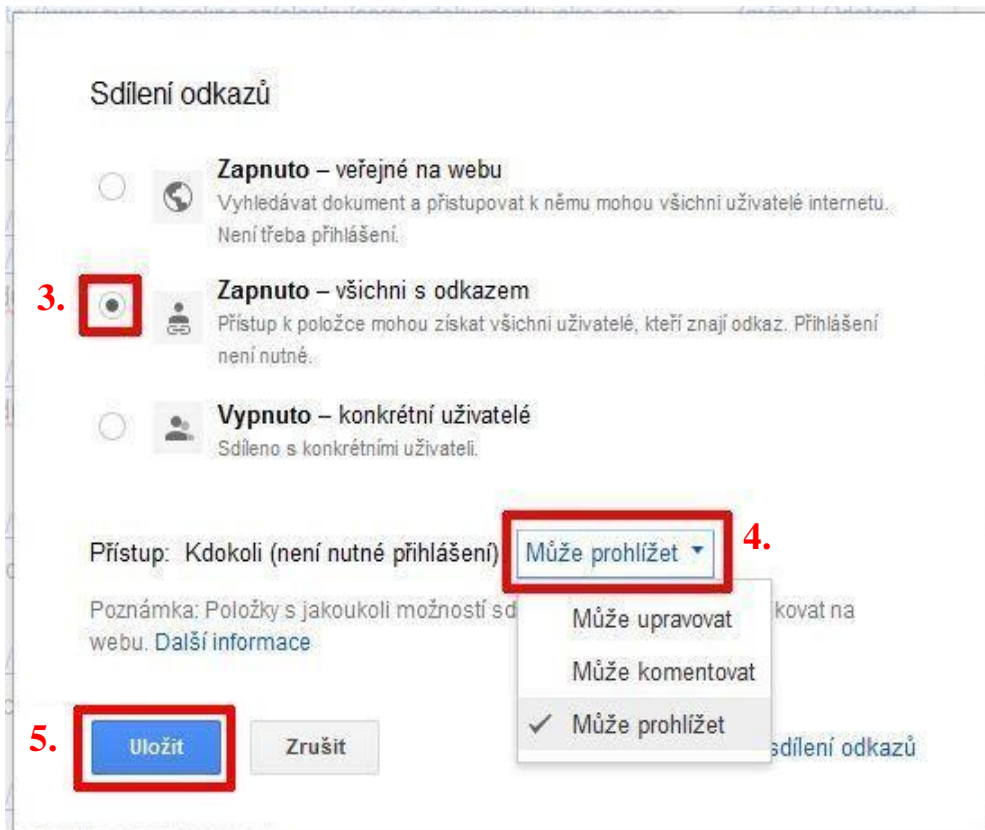 Sdílení odkazů
Zapnuto – veřejné na webu
Vyhledávat dokument a přistupovat k němu mohou všichni uživatelé internetu.
Není třeba přihlášení.
3.
Zapnuto – všichni s odkazem
Přístup k položce mohou získat všichni uživatelé, kteří znají odkaz. Přihlášení
není nutné.
Vypnuto – konkrétní uživatelé
Sdíleno s konkrétními uživateli.
Přístup: Kdokoli (není nutné přihlášení) Může prohlížet 4.
Poznámka: Položky s jakoukoli možností sd
kovat na
webu. Další informace
Může upravovat
Může komentovat
Může prohlížet
5. Uložit Zrušit
sdílení odkazů